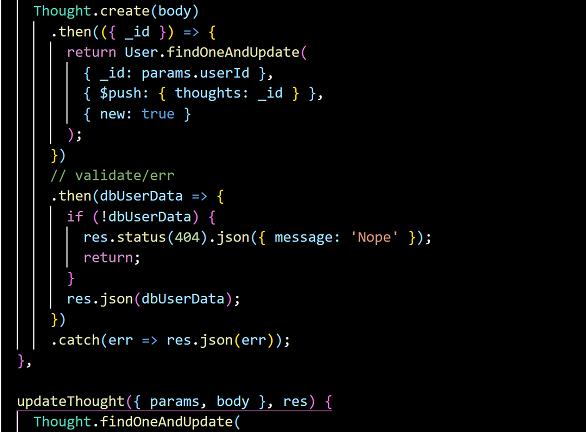 Thought.create(body)
.then(({ _id }) => {
return User.findOneAndUpdate(
{ _id: params.userId },
{ $push: { thoughts: _id } },
{ new: true }
);
})
// validate/err
.then(dbUserData => {
if (!dbUserData) {
res.status(404).json({ message: 'Nope' });
return;
}
res.json(dbUserData);
})
.catch(err => res.json(err));
},
updateThought({ params, body }, res) {
Thought.findOneAndUpdate(